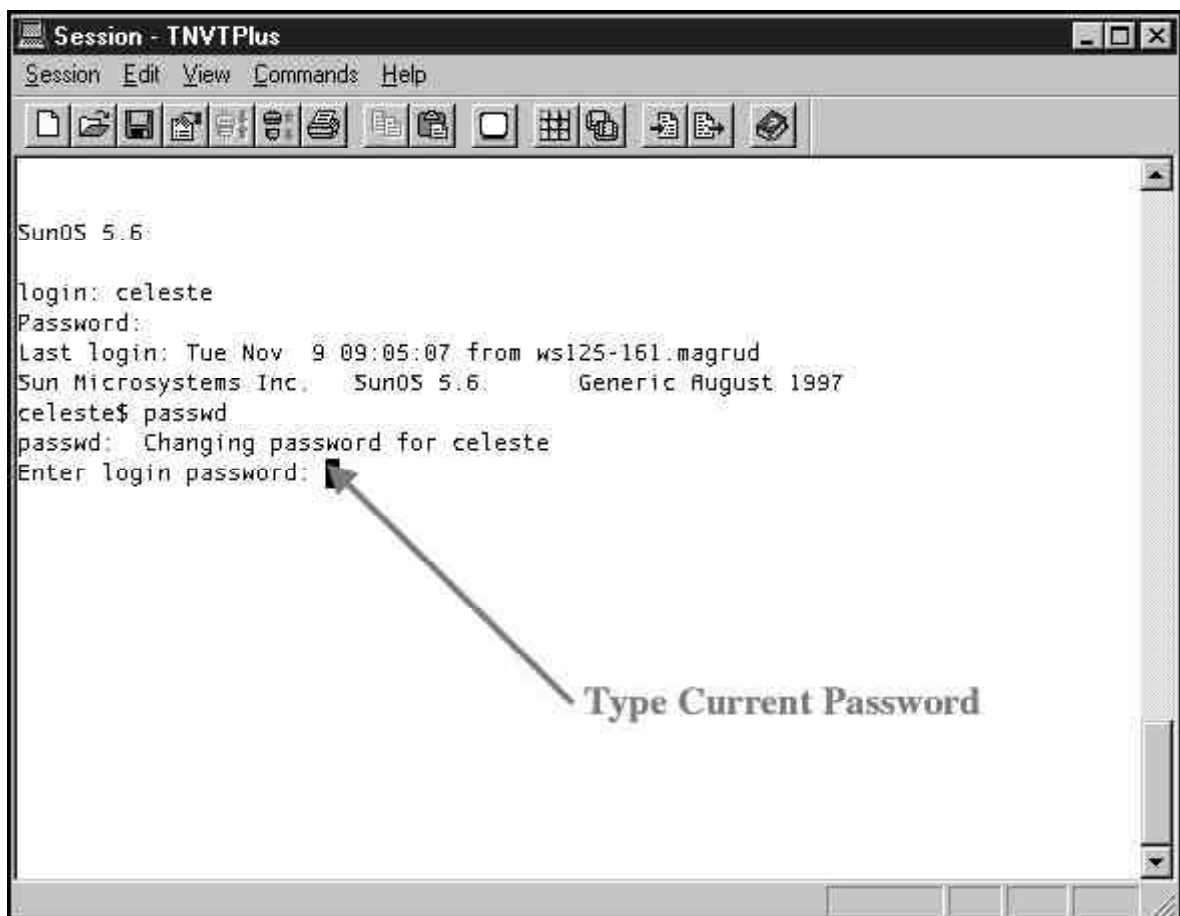 Session - TNVTPlus
Session Edit View Commands Help
SunOS 5.6
login: celeste
Password:
Last login: Tue Nov 9 09:05:07 from ws125-161.magrud
Sun Microsystems Inc. SunOS 5.6 Generic August 1997
celeste$ passwd
passwd: Changing password for celeste
Enter login password:
Type Current Password